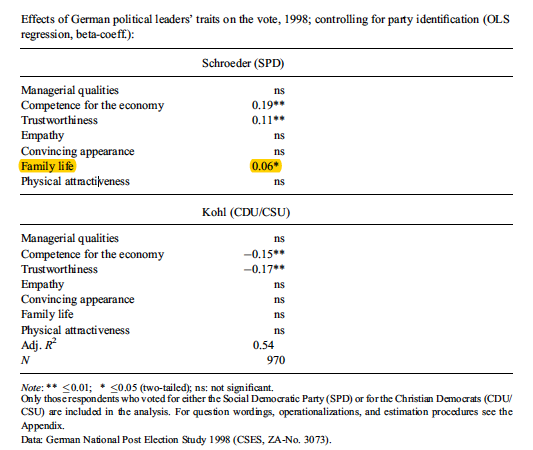 Effects of German political leaders' traits on the vote, 1998; controlling for party identification (OLS
regression, beta-coeff.):
Schroeder (SPD)
Managerial qualities ns
Competence for the economy 0.19**
Trustworthiness 0.11**
Empathy ns
Convincing appearance ns
Family life 0.06*
Physical attractiveness ns
Kohl (CDU/CSU)
Managerial qualities ns
Competence for the economy −0.15**
Trustworthiness −0.17**
Empathy ns
Convincing appearance ns
Family life ns
Physical attractiveness ns
Adj. R² 0.54
N 970
Note: ** ≤0.01; * ≤0.05 (two-tailed); ns: not significant.
Only those respondents who voted for either the Social Democratic Party (SPD) or for the Christian Democrats (CDU/
CSU) are included in the analysis. For question wordings, operationalizations, and estimation procedures see the
Appendix.
Data: German National Post Election Study 1998 (CSES, ZA-No. 3073).